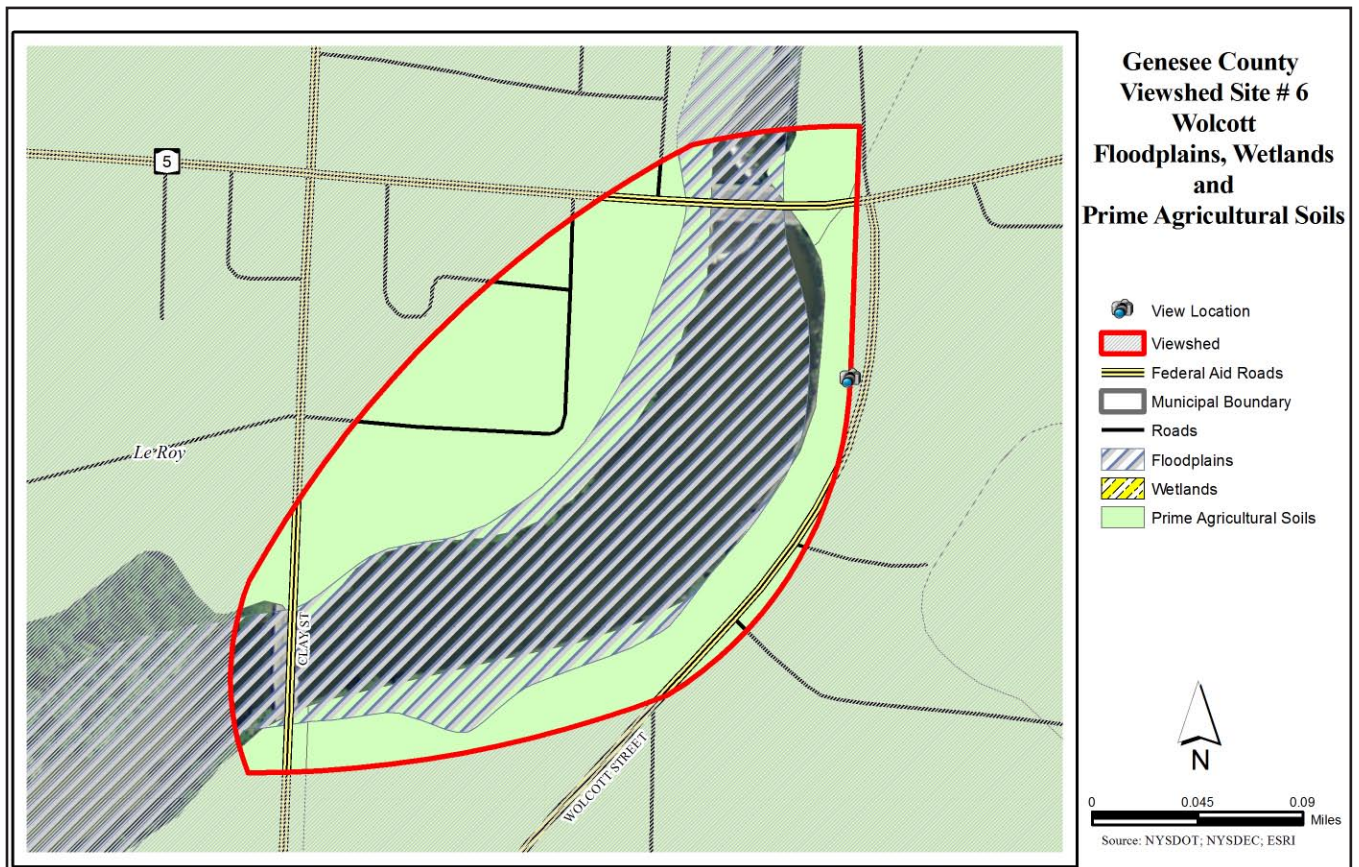 Genesee County
Viewshed Site # 6
Wolcott
Floodplains, Wetlands
and
Prime Agricultural Soils
View Location
Viewshed
Federal Aid Roads
Municipal Boundary
Roads
Floodplains
Wetlands
Prime Agricultural Soils
5
Le Roy
CLAY ST
WOLCOTT STREET
N
0 0.045 0.09
Miles
Source: NYSDOT; NYSDEC; ESRI